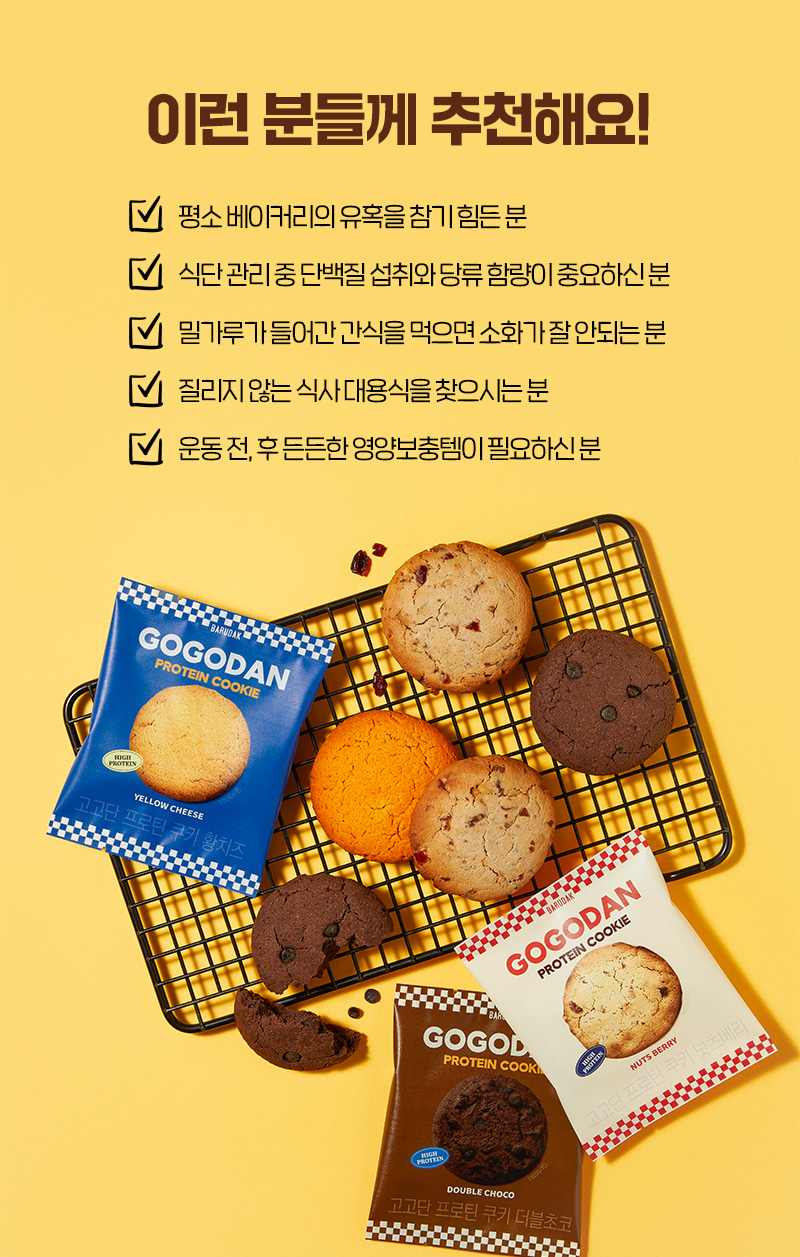 이런 분들께 추천해요!
평소 베이커리의 유혹을 참기 힘든 분
식단 관리 중 단백질 섭취와 당류 함량이 중요하신 분
밀가루가 들어간 간식을 먹으면 소화가 잘 안되는 분
질리지 않는 식사 대용식을 찾으시는 분
운동 전, 후 든든한 영양보충템이 필요하신 분
BARUDAK
GOGODAN
PROTEIN COOKIE
HIGH
PROTEIN
YELLOW CHEESE
고고단 프로틴 쿠키 황치즈
BARUDAK
GOGODAN
PROTEIN COOKIE
HIGH
PROTEIN
NUTS BERRY
고고단 프로틴 쿠키 넛츠베리
BAR
GOGODA
PROTEIN COOKI
HIGH
PROTEIN
DOUBLE CHOCO
고고단 프로틴 쿠키 더블초코